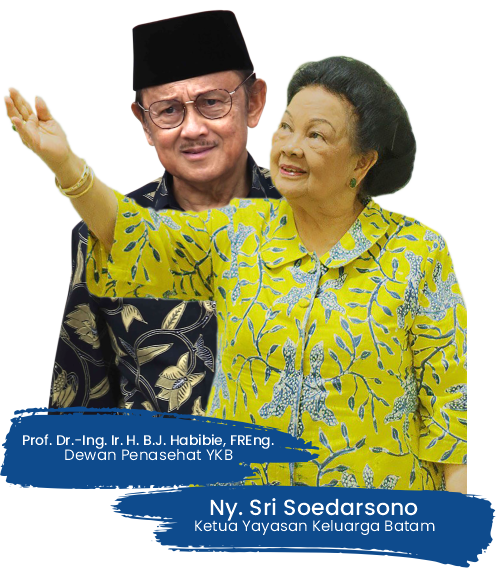 Prof. Dr.-Ing. Ir. H. B.J. Habibie, FREng.
Dewan Penasehat YKB
Ny. Sri Soedarsono
Ketua Yayasan Keluarga Batam